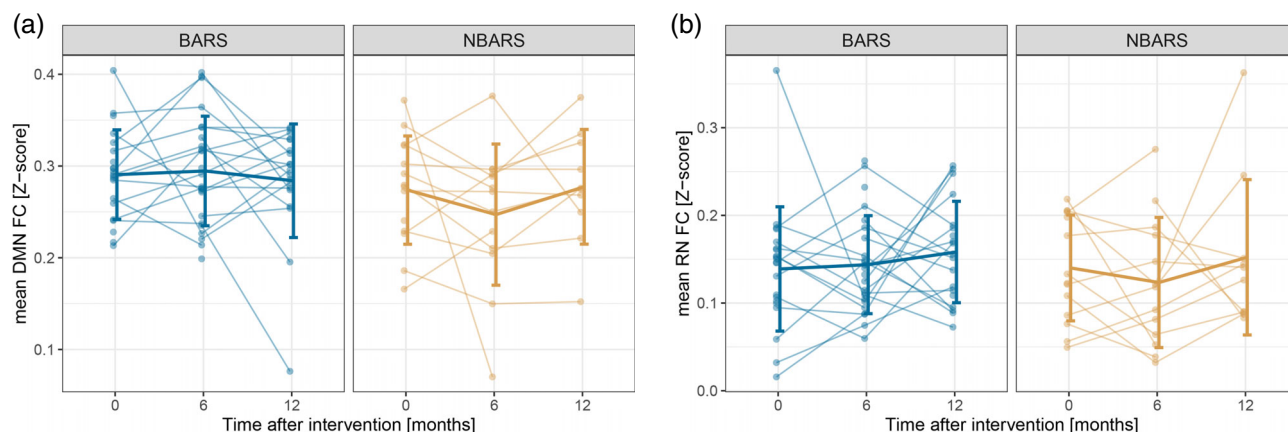 (a)
BARS
NBARS
mean DMN FC [Z−score]
0.4
0.3
0.2
0.1
0
6
12
0
6
12
Time after intervention [months]
(b)
BARS
NBARS
mean RN FC [Z−score]
0.3
0.2
0.1
0.0
0
6
12
0
6
12
Time after intervention [months]